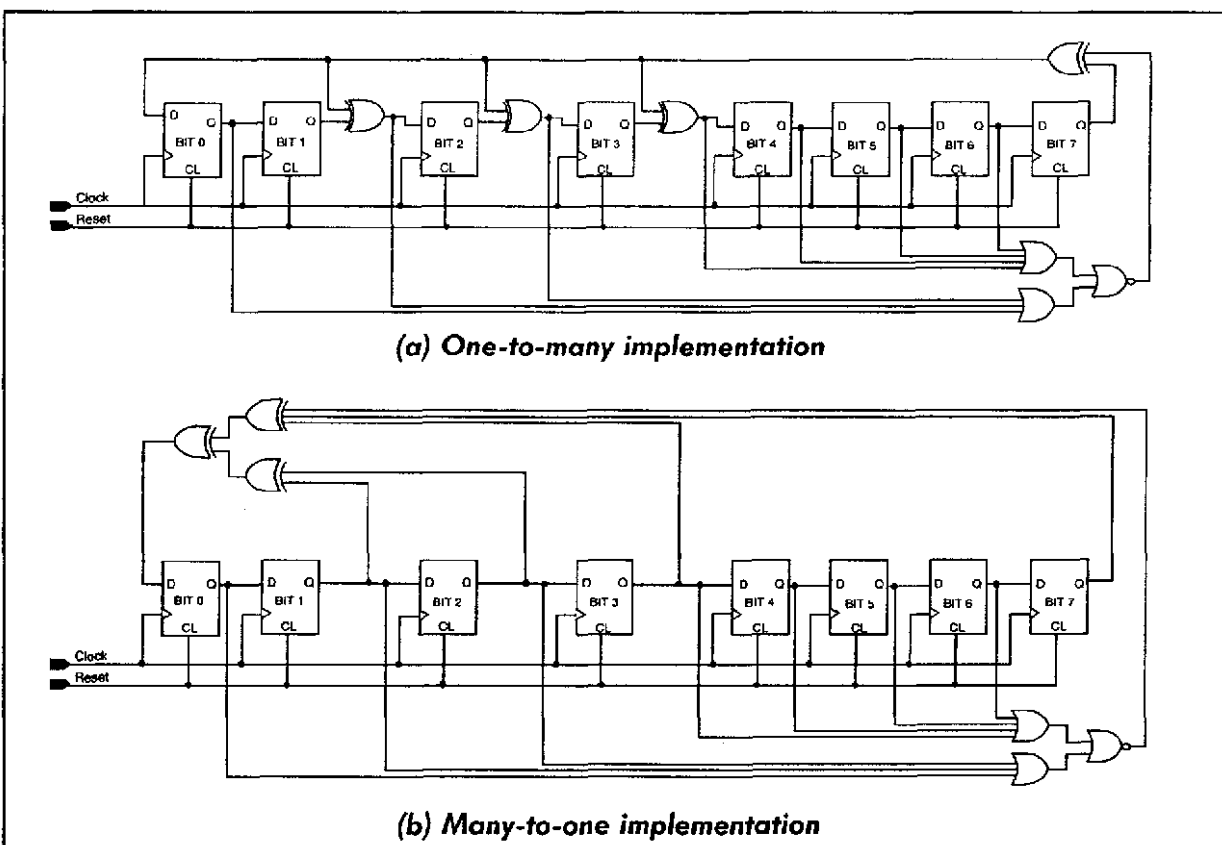 D Q D Q D Q D Q D Q D Q D Q D Q
BIT 0 BIT 1 BIT 2 BIT 3 BIT 4 BIT 5 BIT 6 BIT 7
CL CL CL CL CL CL CL CL
Clock
Reset
(a) One-to-many implementation
D Q D Q D Q D Q D Q D Q D Q D Q
BIT 0 BIT 1 BIT 2 BIT 3 BIT 4 BIT 5 BIT 6 BIT 7
CL CL CL CL CL CL CL CL
Clock
Reset
(b) Many-to-one implementation